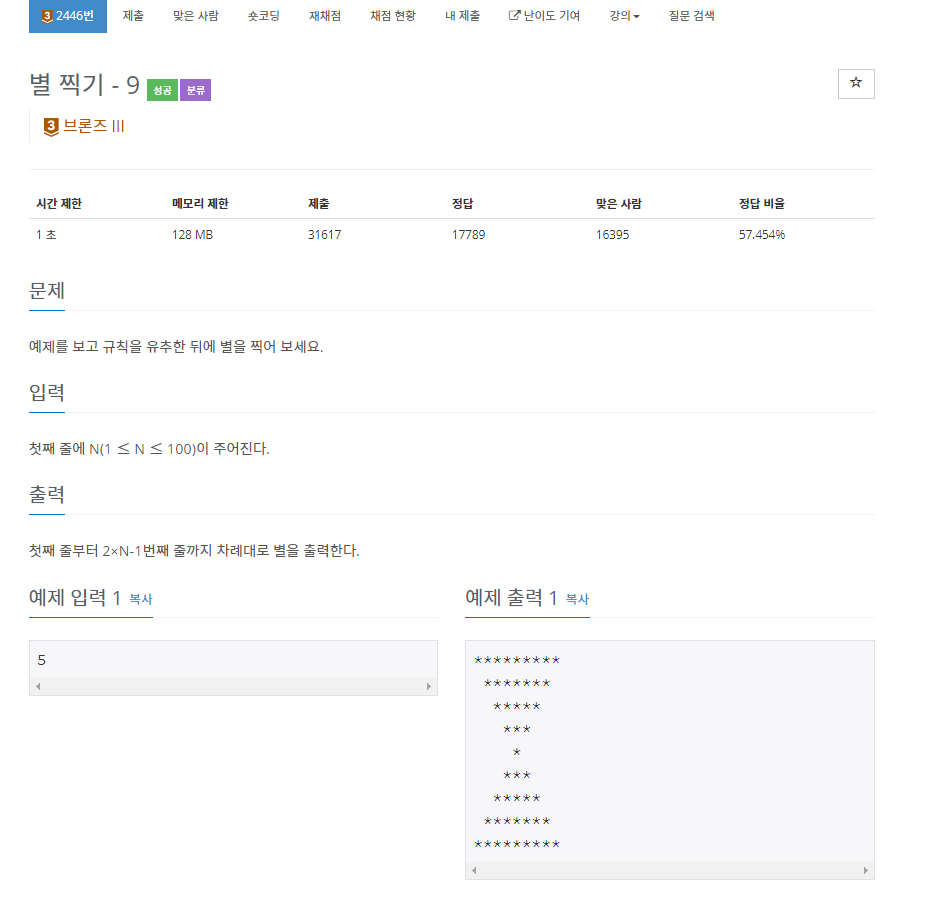 3 2446번 제출 맞은 사람 숏코딩 재채점 채점 현황 내 제출 난이도 기여 강의 질문 검색
별 찍기 - 9 성공 분류
3 브론즈 III
시간 제한 메모리 제한 제출 정답 맞은 사람 정답 비율
1 초 128 MB 31617 17789 16395 57.454%
문제
예제를 보고 규칙을 유추한 뒤에 별을 찍어 보세요.
입력
첫째 줄에 N(1 ≤ N ≤ 100)이 주어진다.
출력
첫째 줄부터 2×N-1번째 줄까지 차례대로 별을 출력한다.
예제 입력 1 복사
5
예제 출력 1 복사
*********
 *******
  *****
   ***
    *
   ***
  *****
 *******
*********